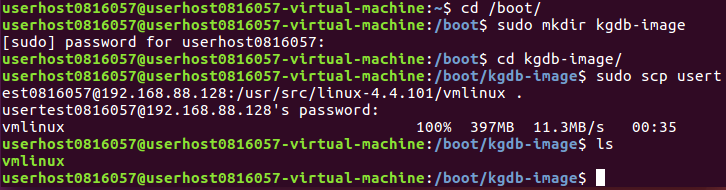 userhost0816057@userhost0816057-virtual-machine:~$ cd /boot/
userhost0816057@userhost0816057-virtual-machine:/boot$ sudo mkdir kgdb-image
[sudo] password for userhost0816057:
userhost0816057@userhost0816057-virtual-machine:/boot$ cd kgdb-image/
userhost0816057@userhost0816057-virtual-machine:/boot/kgdb-image$ sudo scp usert
est0816057@192.168.88.128:/usr/src/linux-4.4.101/vmlinux .
usertest0816057@192.168.88.128's password:
vmlinux 100% 397MB 11.3MB/s 00:35
userhost0816057@userhost0816057-virtual-machine:/boot/kgdb-image$ ls
vmlinux
userhost0816057@userhost0816057-virtual-machine:/boot/kgdb-image$